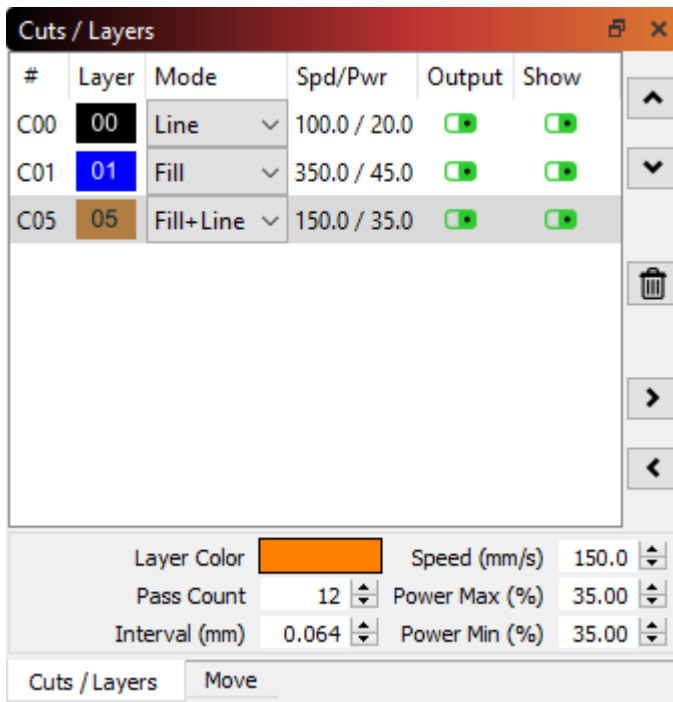 Cuts / Layers
# Layer Mode Spd/Pwr Output Show
C00 00 Line 100.0 / 20.0
C01 01 Fill 350.0 / 45.0
C05 05 Fill+Line 150.0 / 35.0
Layer Color Speed (mm/s) 150.0
Pass Count 12 Power Max (%) 35.00
Interval (mm) 0.064 Power Min (%) 35.00
Cuts / Layers Move